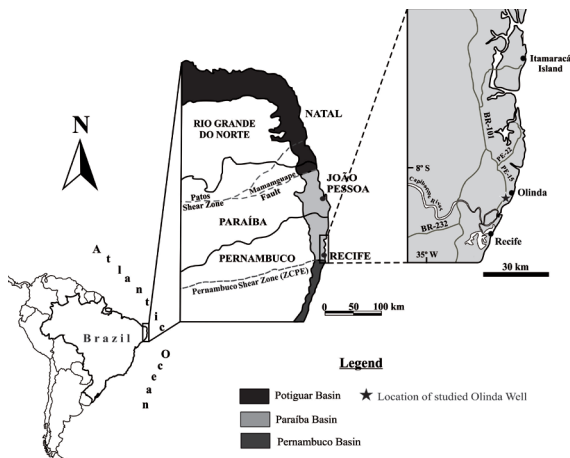 N
NATAL
RIO GRANDE
DO NORTE
JOÃO
PESSOA
Mamamguape
Fault
Patos
Shear Zone
PARAÍBA
PERNAMBUCO
RECIFE
Pernambuco Shear Zone (ZCPE)
0 50 100 km
Itamaracá
Island
BR-101
PE-22
PE-15
8° S
Olinda
BR-232
Recife
35° W
30 km
Atlantic
Ocean
Brazil
Legend
Potiguar Basin
Location of studied Olinda Well
Paraíba Basin
Pernambuco Basin